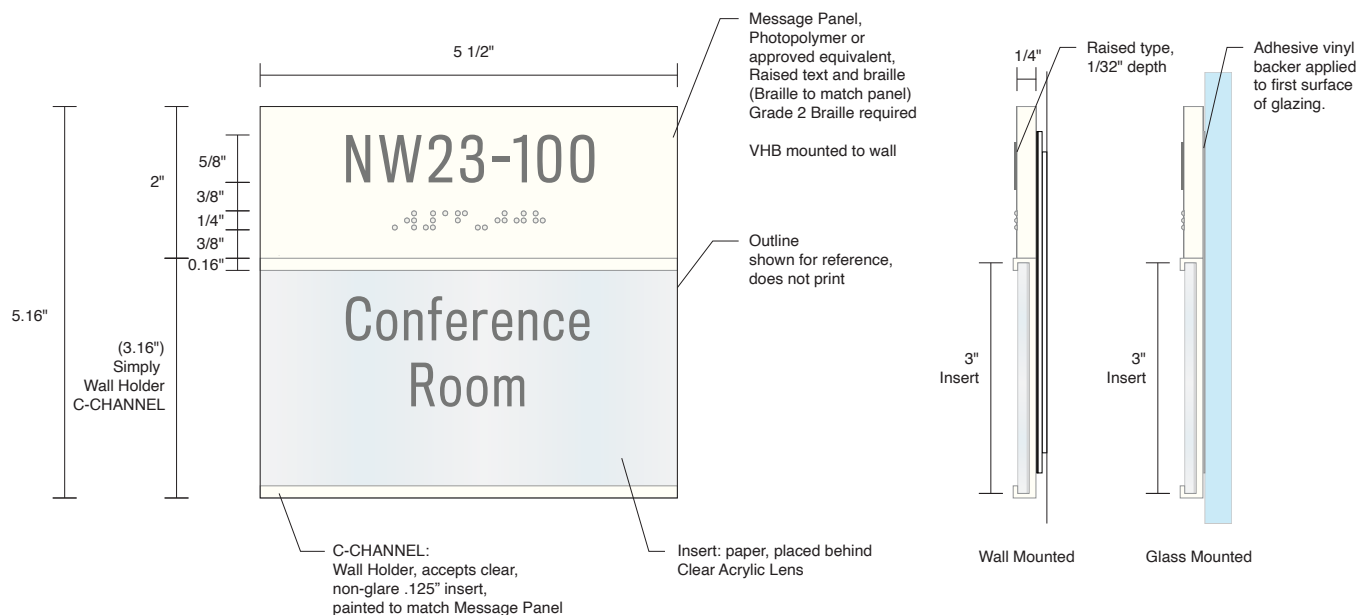 5 1/2"
Message Panel,
Photopolymer or
approved equivalent,
Raised text and braille
(Braille to match panel)
Grade 2 Braille required
VHB mounted to wall
1/4"
Raised type,
1/32" depth
Adhesive vinyl
backer applied
to first surface
of glazing.
2"
5/8"
3/8"
1/4"
3/8"
0.16"
NW23-100
Outline
shown for reference,
does not print
5.16"
(3.16")
Simply
Wall Holder
C-CHANNEL
Conference
Room
3"
Insert
3"
Insert
C-CHANNEL:
Wall Holder, accepts clear,
non-glare .125” insert,
painted to match Message Panel
Insert: paper, placed behind
Clear Acrylic Lens
Wall Mounted
Glass Mounted